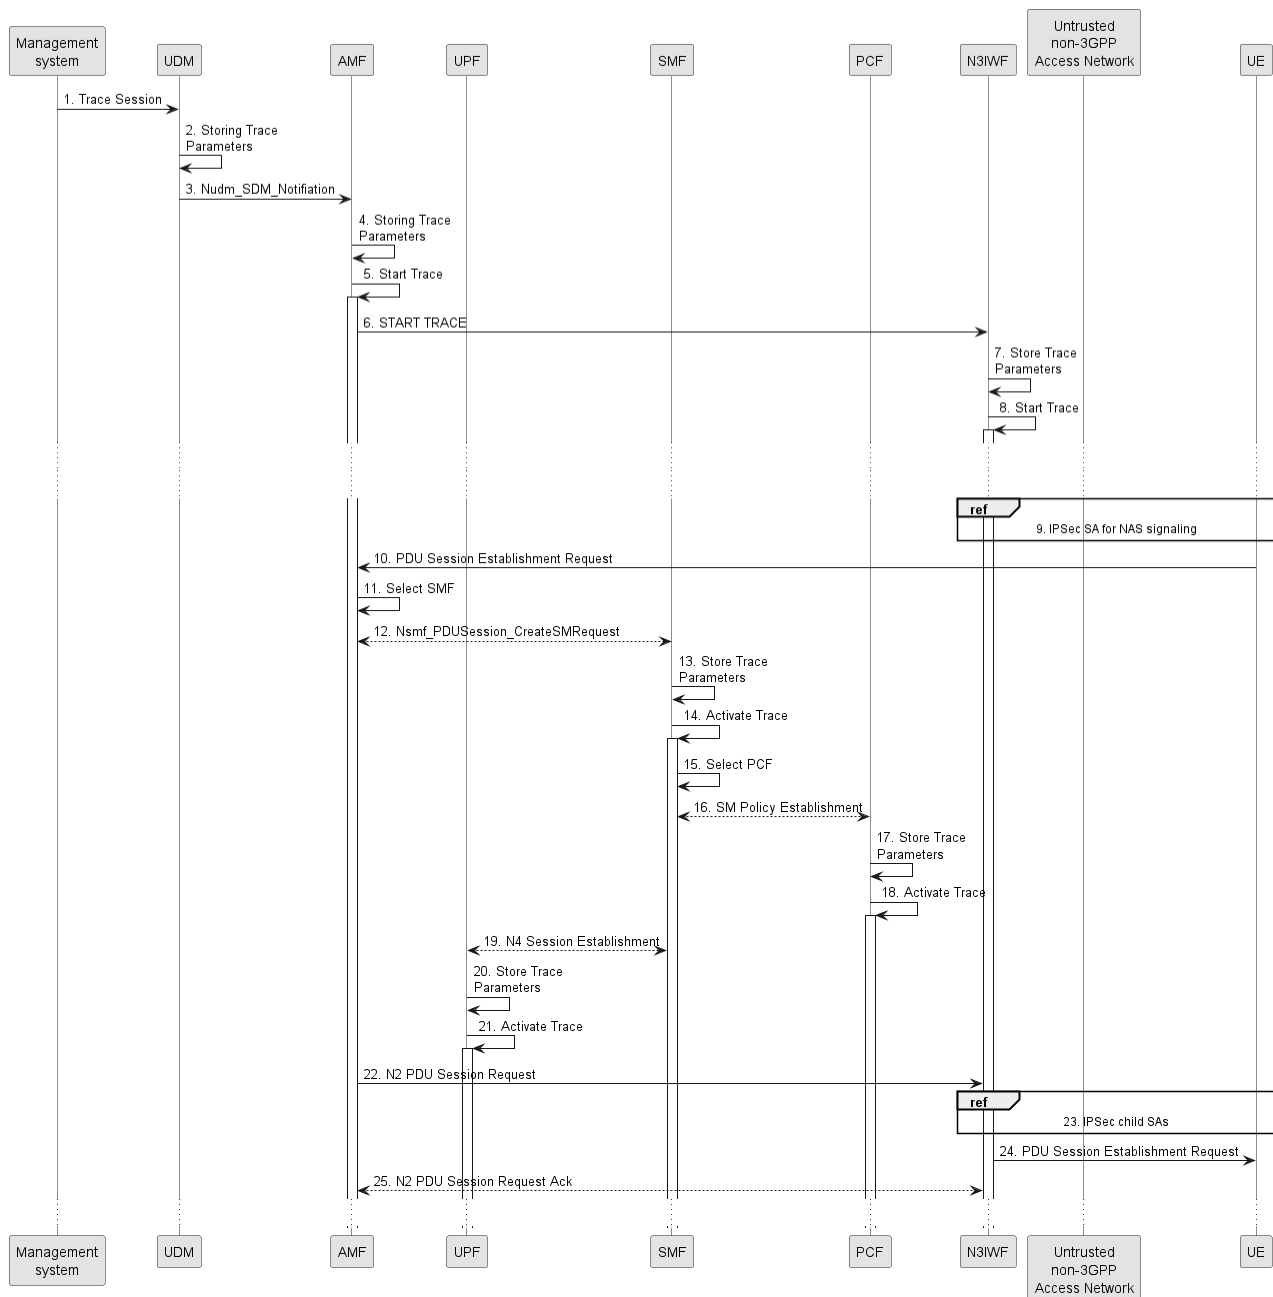 Management
system
UDM
AMF
UPF
SMF
PCF
N3IWF
Untrusted
non-3GPP
Access Network
UE
1. Trace Session
2. Storing Trace
Parameters
3. Nudm_SDM_Notifiation
4. Storing Trace
Parameters
5. Start Trace
6. START TRACE
7. Store Trace
Parameters
8. Start Trace
ref
9. IPSec SA for NAS signaling
10. PDU Session Establishment Request
11. Select SMF
12. Nsmf_PDUSession_CreateSMRequest
13. Store Trace
Parameters
14. Activate Trace
15. Select PCF
16. SM Policy Establishment
17. Store Trace
Parameters
18. Activate Trace
19. N4 Session Establishment
20. Store Trace
Parameters
21. Activate Trace
22. N2 PDU Session Request
ref
23. IPSec child SAs
24. PDU Session Establishment Request
25. N2 PDU Session Request Ack
Management
system
UDM
AMF
UPF
SMF
PCF
N3IWF
Untrusted
non-3GPP
Access Network
UE